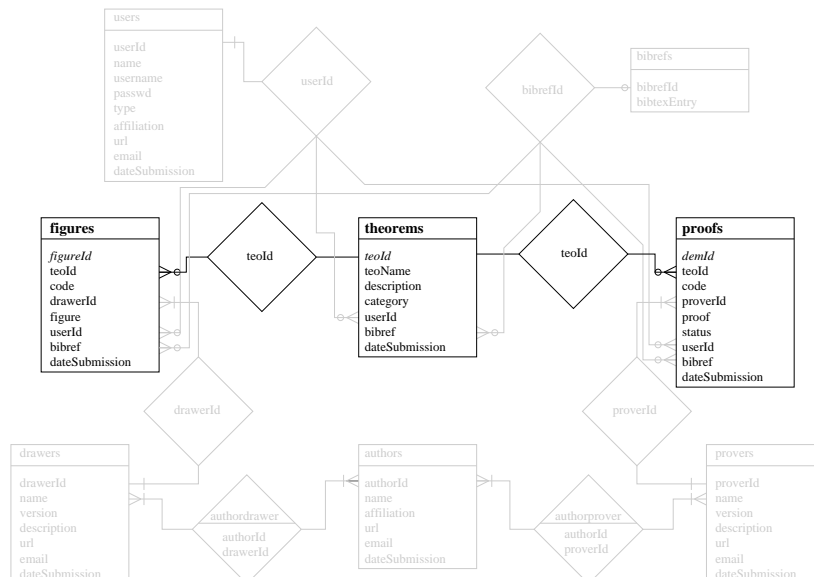 users
userId
name
username
passwd
type
affiliation
url
email
dateSubmission
userId
bibrefId
bibrefs
bibrefId
bibtexEntry
figures
figureId
teoId
code
drawerId
figure
userId
bibref
dateSubmission
teoId
theorems
teoId
teoName
description
category
userId
bibref
dateSubmission
teoId
proofs
demId
teoId
code
proverId
proof
status
userId
bibref
dateSubmission
drawerId
proverId
drawers
drawerId
name
version
description
url
email
dateSubmission
authordrawer
authorId
drawerId
authors
authorId
name
affiliation
url
email
dateSubmission
authorprover
authorId
proverId
provers
proverId
name
version
description
url
email
dateSubmission